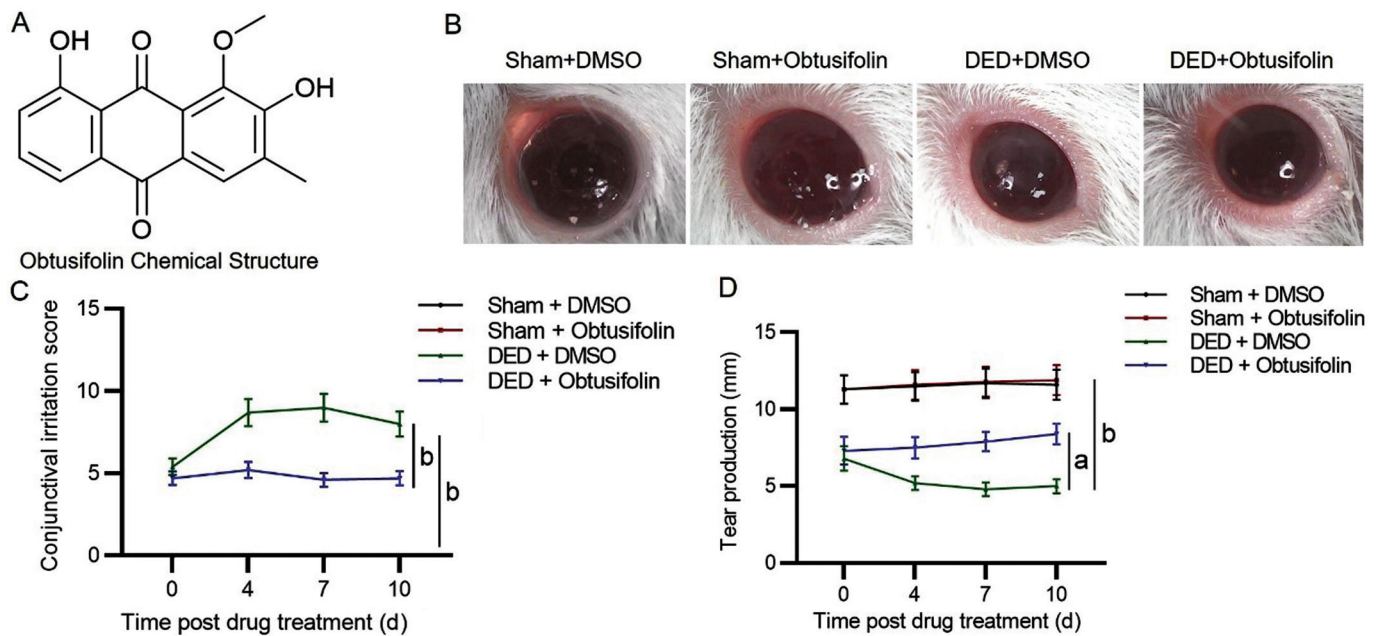 A
OH
O
O
OH
O
Obtusifolin Chemical Structure
B
Sham+DMSO
Sham+Obtusifolin
DED+DMSO
DED+Obtusifolin
C
Conjunctival irritation score
15
10
5
0
0
4
7
10
Time post drug treatment (d)
Sham + DMSO
Sham + Obtusifolin
DED + DMSO
DED + Obtusifolin
b
b
D
Tear production (mm)
15
10
5
0
0
4
7
10
Time post drug treatment (d)
Sham + DMSO
Sham + Obtusifolin
DED + DMSO
DED + Obtusifolin
a
b